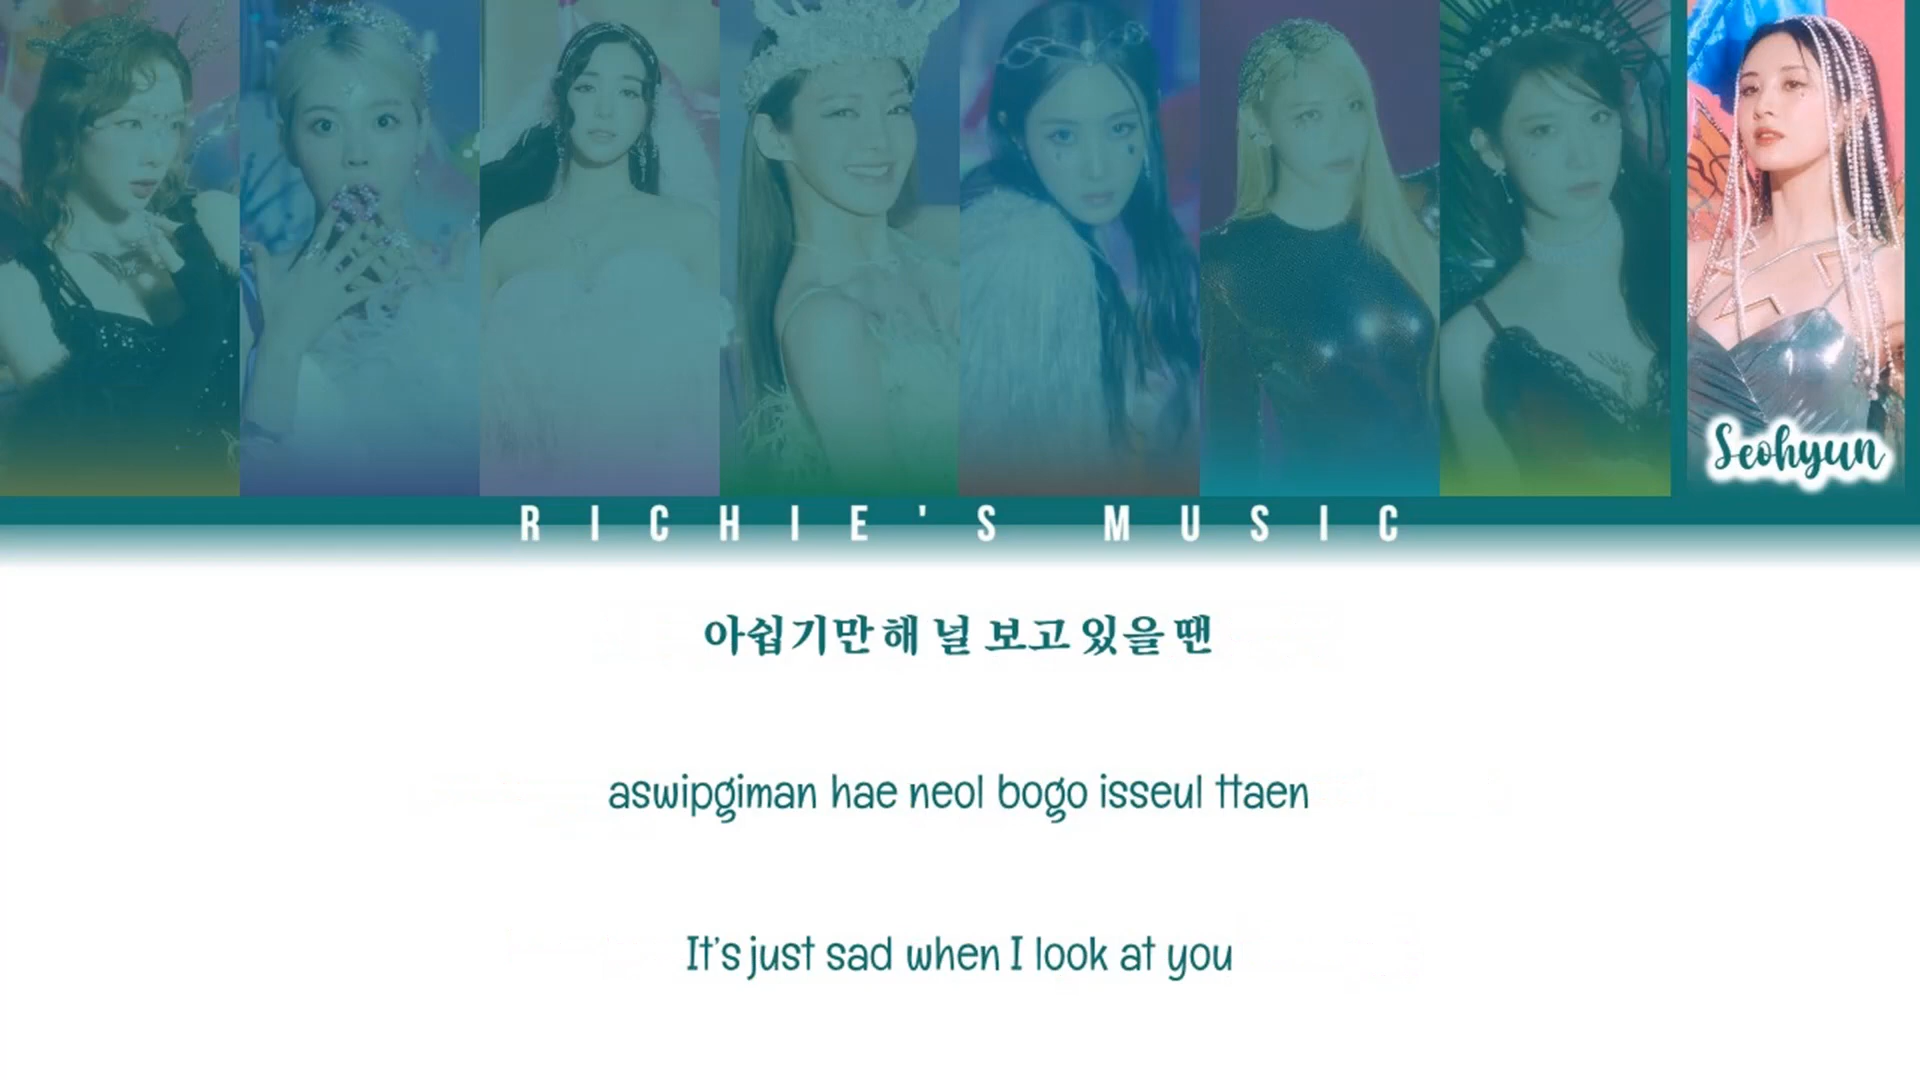 Seohyun
RICHIE'S MUSIC
아쉽기만 해 널 보고 있을 땐
aswipgiman hae neol bogo isseul ttaen
It's just sad when I look at you